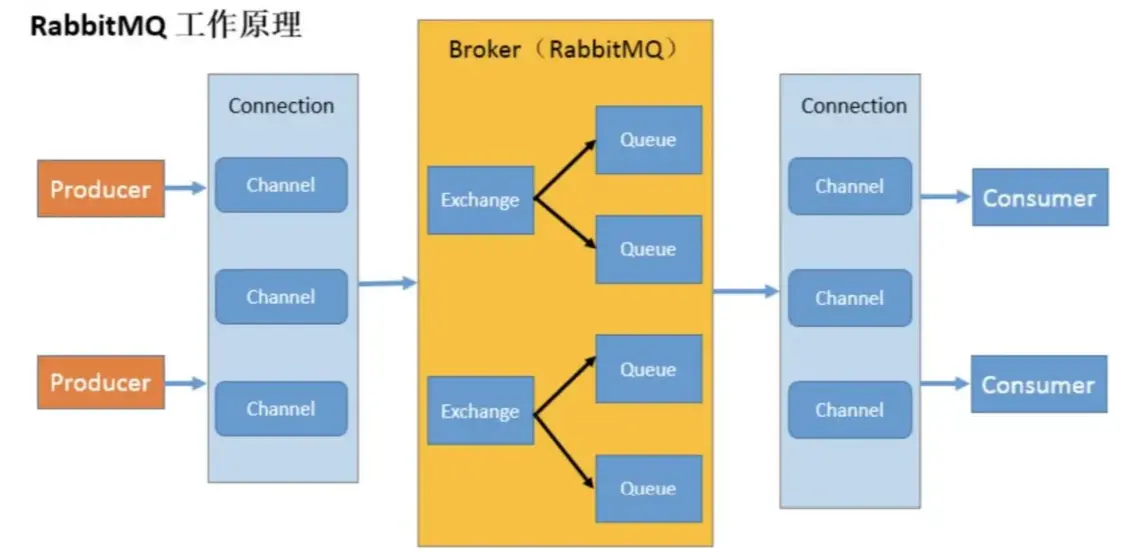 RabbitMQ 工作原理
Producer
Producer
Connection
Channel
Channel
Channel
Broker（RabbitMQ）
Exchange
Queue
Queue
Exchange
Queue
Queue
Connection
Channel
Channel
Channel
Consumer
Consumer